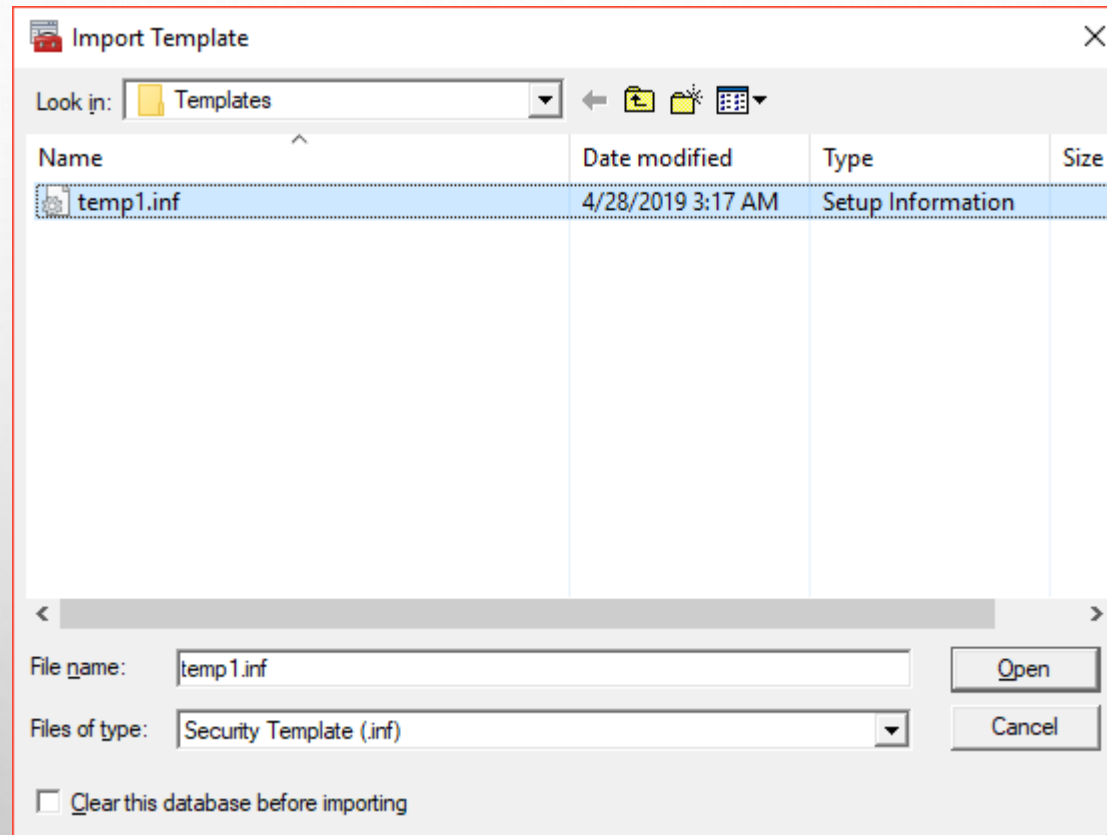 Import Template
Look in: Templates
Name Date modified Type Size
temp1.inf 4/28/2019 3:17 AM Setup Information
File name: temp1.inf Open
Files of type: Security Template (.inf) Cancel
Clear this database before importing